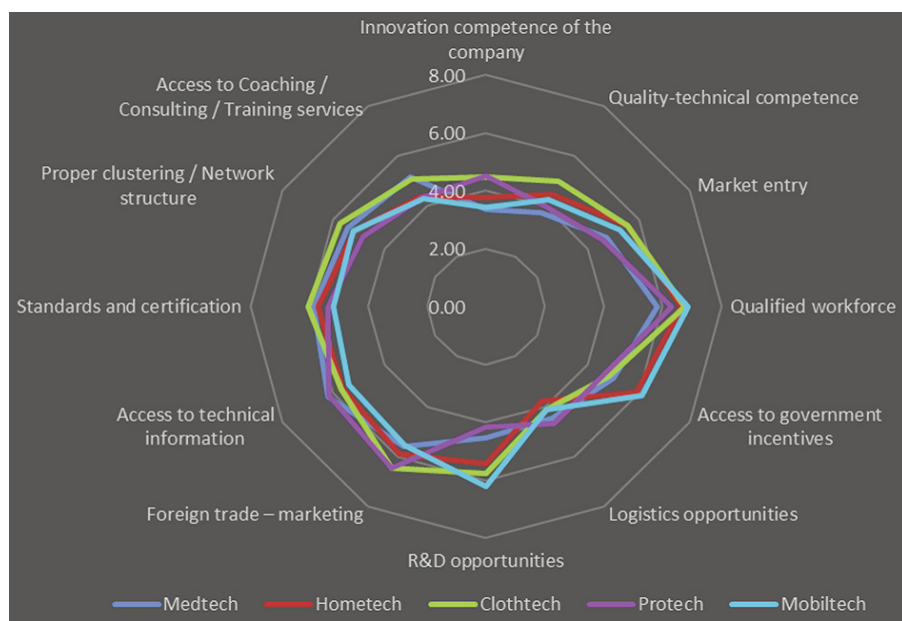 Innovation competence of the
company
Quality-technical competence
Market entry
Qualified workforce
Access to government
incentives
Logistics opportunities
R&D opportunities
Foreign trade – marketing
Access to technical
information
Standards and certification
Proper clustering / Network
structure
Access to Coaching /
Consulting / Training services
8.00
6.00
4.00
2.00
0.00
Medtech
Hometech
Clothtech
Protech
Mobiltech